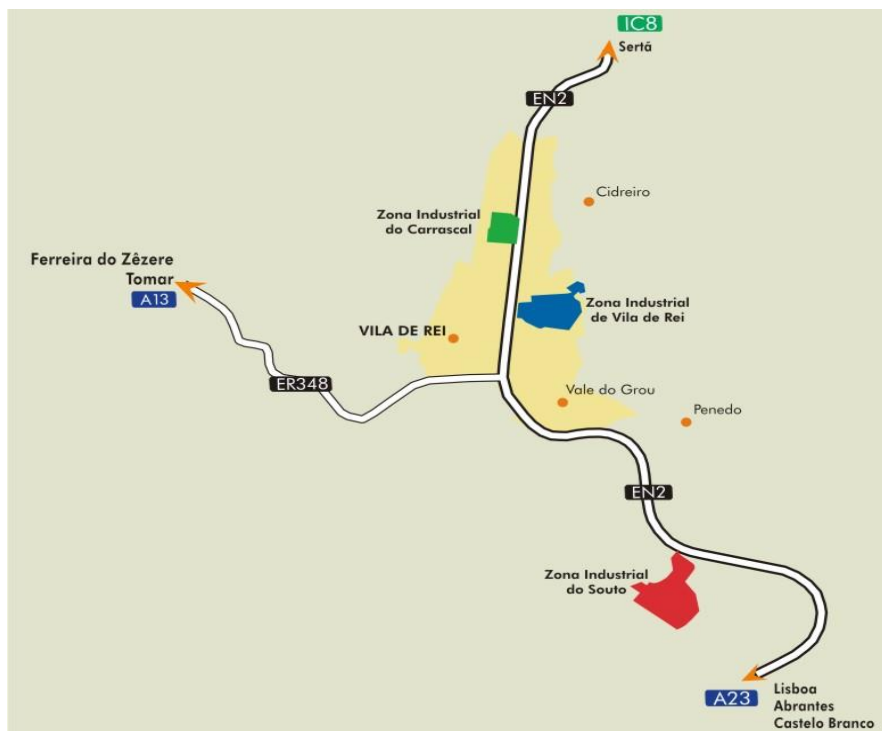 IC8
Sertã
EN2
Cidreiro
Zona Industrial
do Carrascal
Ferreira do Zêzere
Tomar
A13
Zona Industrial
de Vila de Rei
VILA DE REI
ER348
Vale do Grou
Penedo
EN2
Zona Industrial
do Souto
A23
Lisboa
Abrantes
Castelo Branco